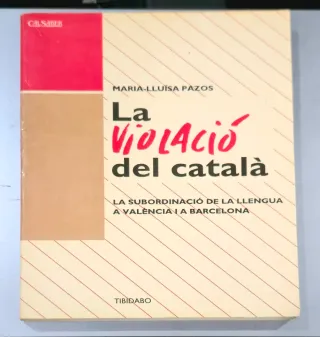 MARIA-LLUÏSA PAZOS
La
VIOLACIÓ
del català
LA SUBORDINACIÓ DE LA LLENGUA
A VALÈNCIA I A BARCELONA
TIBIDABO